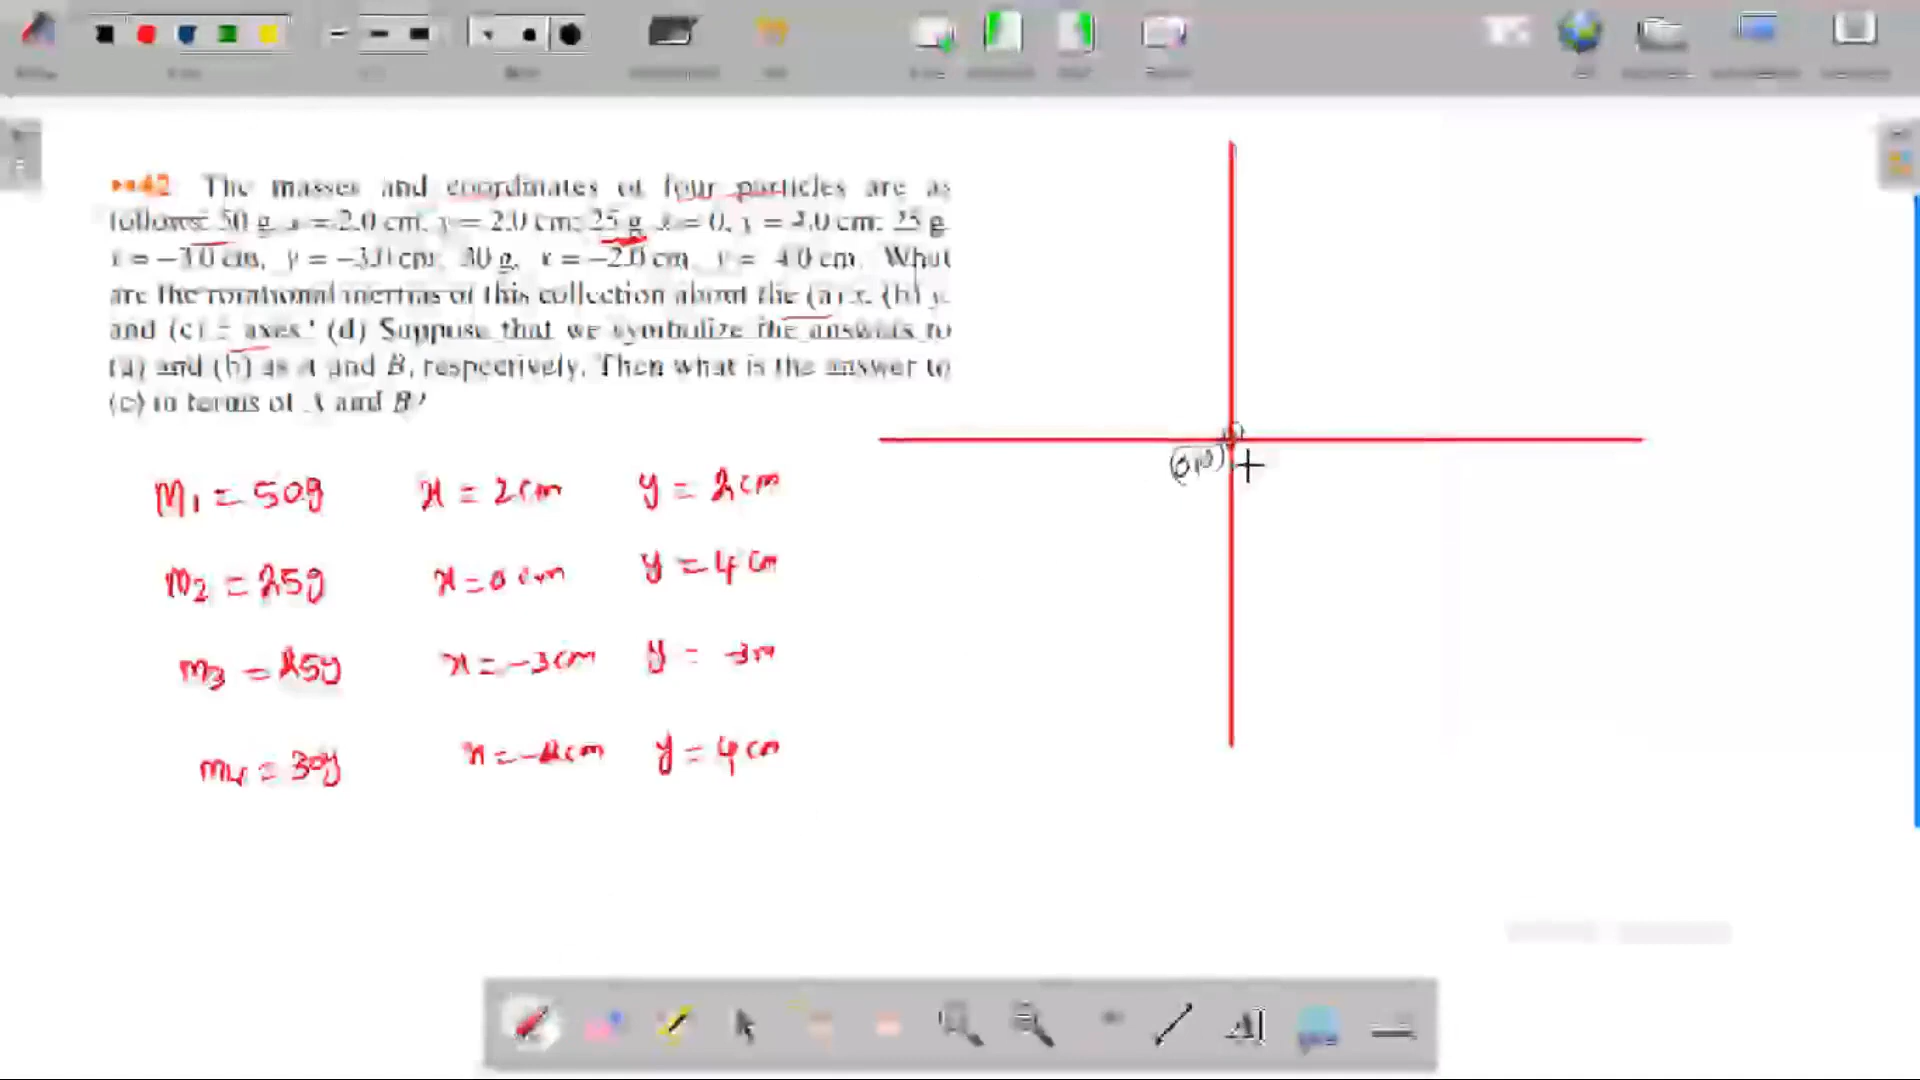 ••42 The masses and coordinates of four particles are as
follows: 50 g, x = 2.0 cm, y = 2.0 cm; 25 g, x = 0, y = 4.0 cm; 25 g,
x = −3.0 cm, y = −3.0 cm; 30 g, x = −2.0 cm, y = 4.0 cm. What
are the rotational inertias of this collection about the (a) x, (b) y,
and (c) z axes? (d) Suppose that we symbolize the answers to
(a) and (b) as A and B, respectively. Then what is the answer to
(c) in terms of A and B?
(0,0)
m1 = 50g x = 2cm y = 2cm
m2 = 25g x = 0 cm y = 4 cm
m3 = 25g x = -3cm y = -3m
m4 = 30g x = -2cm y = 4 cm